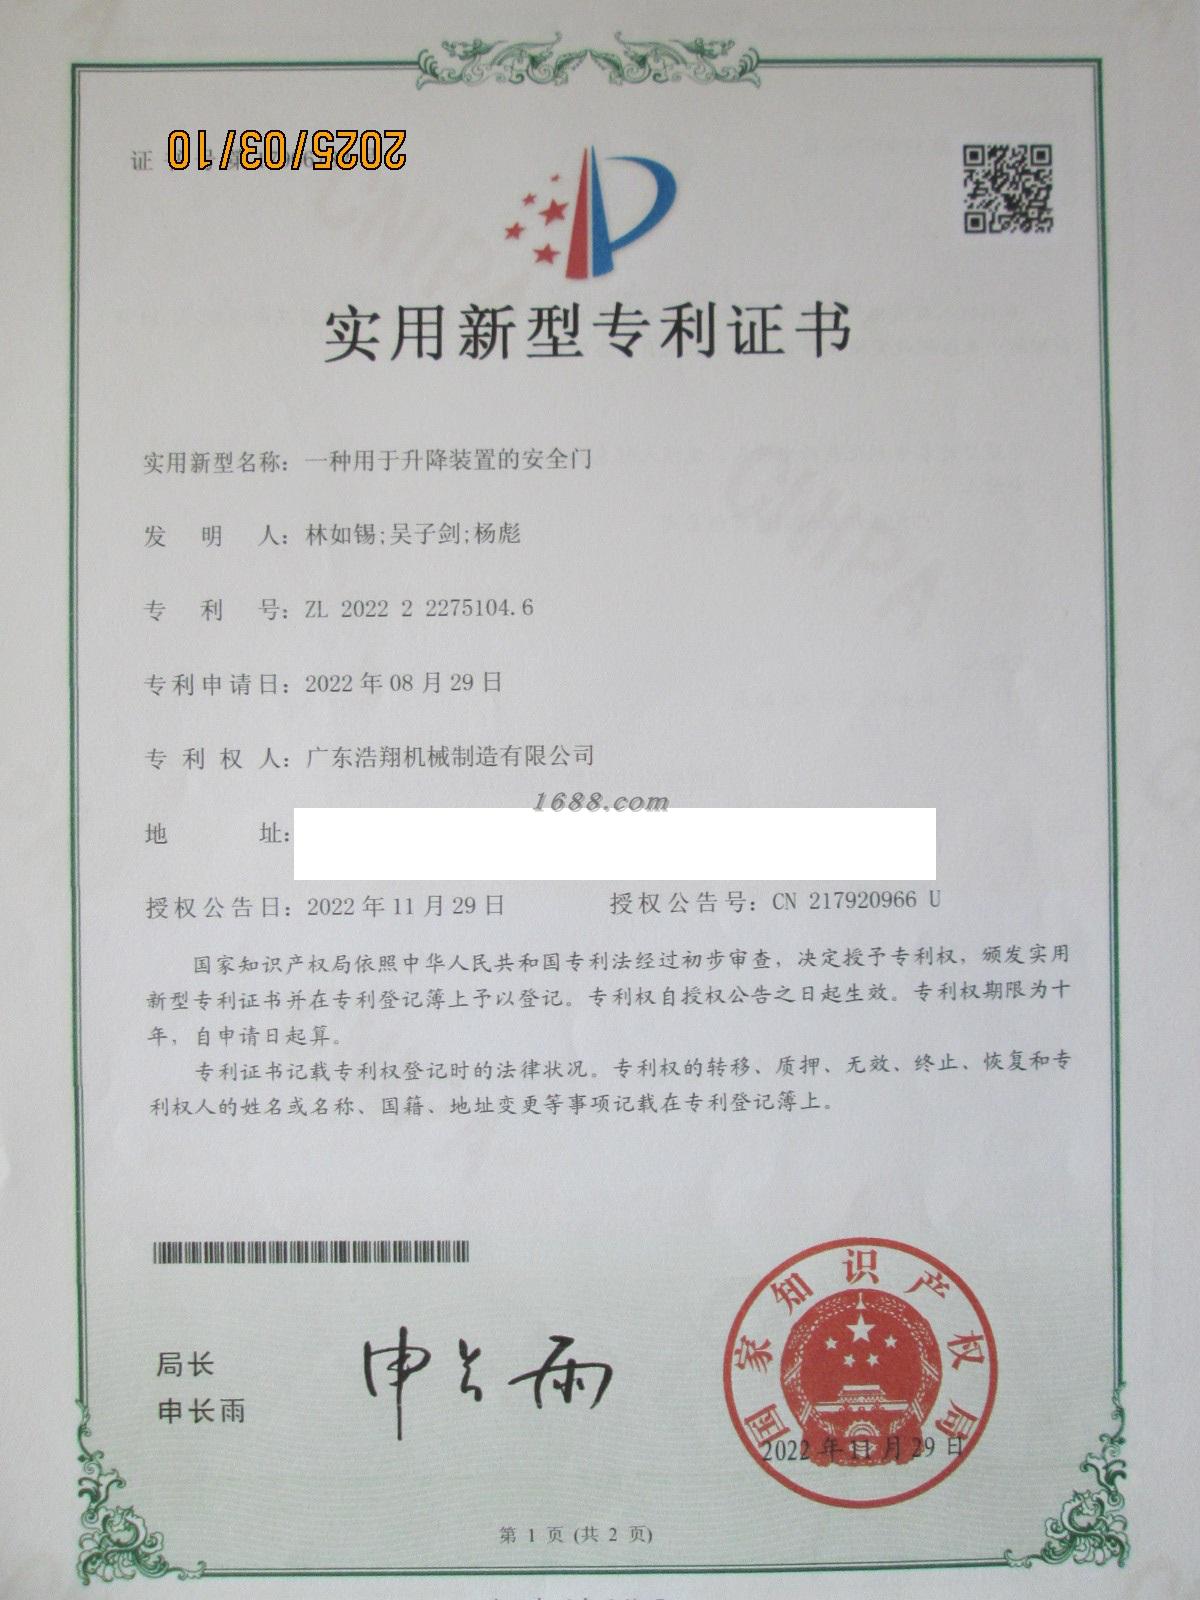 2025/03/10
证
实用新型专利证书
实用新型名称：一种用于升降装置的安全门
发 明 人：林如锡;吴子剑;杨彪
专 利 号：ZL 2022 2 2275104.6
专利申请日：2022 年 08 月 29 日
专 利 权 人：广东浩翔机械制造有限公司
1688.com
地 址：
授权公告日：2022 年 11 月 29 日 授权公告号：CN 217920966 U
国家知识产权局依照中华人民共和国专利法经过初步审查，决定授予专利权，颁发实用
新型专利证书并在专利登记簿上予以登记。专利权自授权公告之日起生效。专利权期限为十
年，自申请日起算。
专利证书记载专利权登记时的法律状况。专利权的转移、质押、无效、终止、恢复和专
利权人的姓名或名称、国籍、地址变更等事项记载在专利登记簿上。
局长
申长雨
申长雨
国家知识产权局
2022 年 11 月 29 日
第 1 页 (共 2 页)